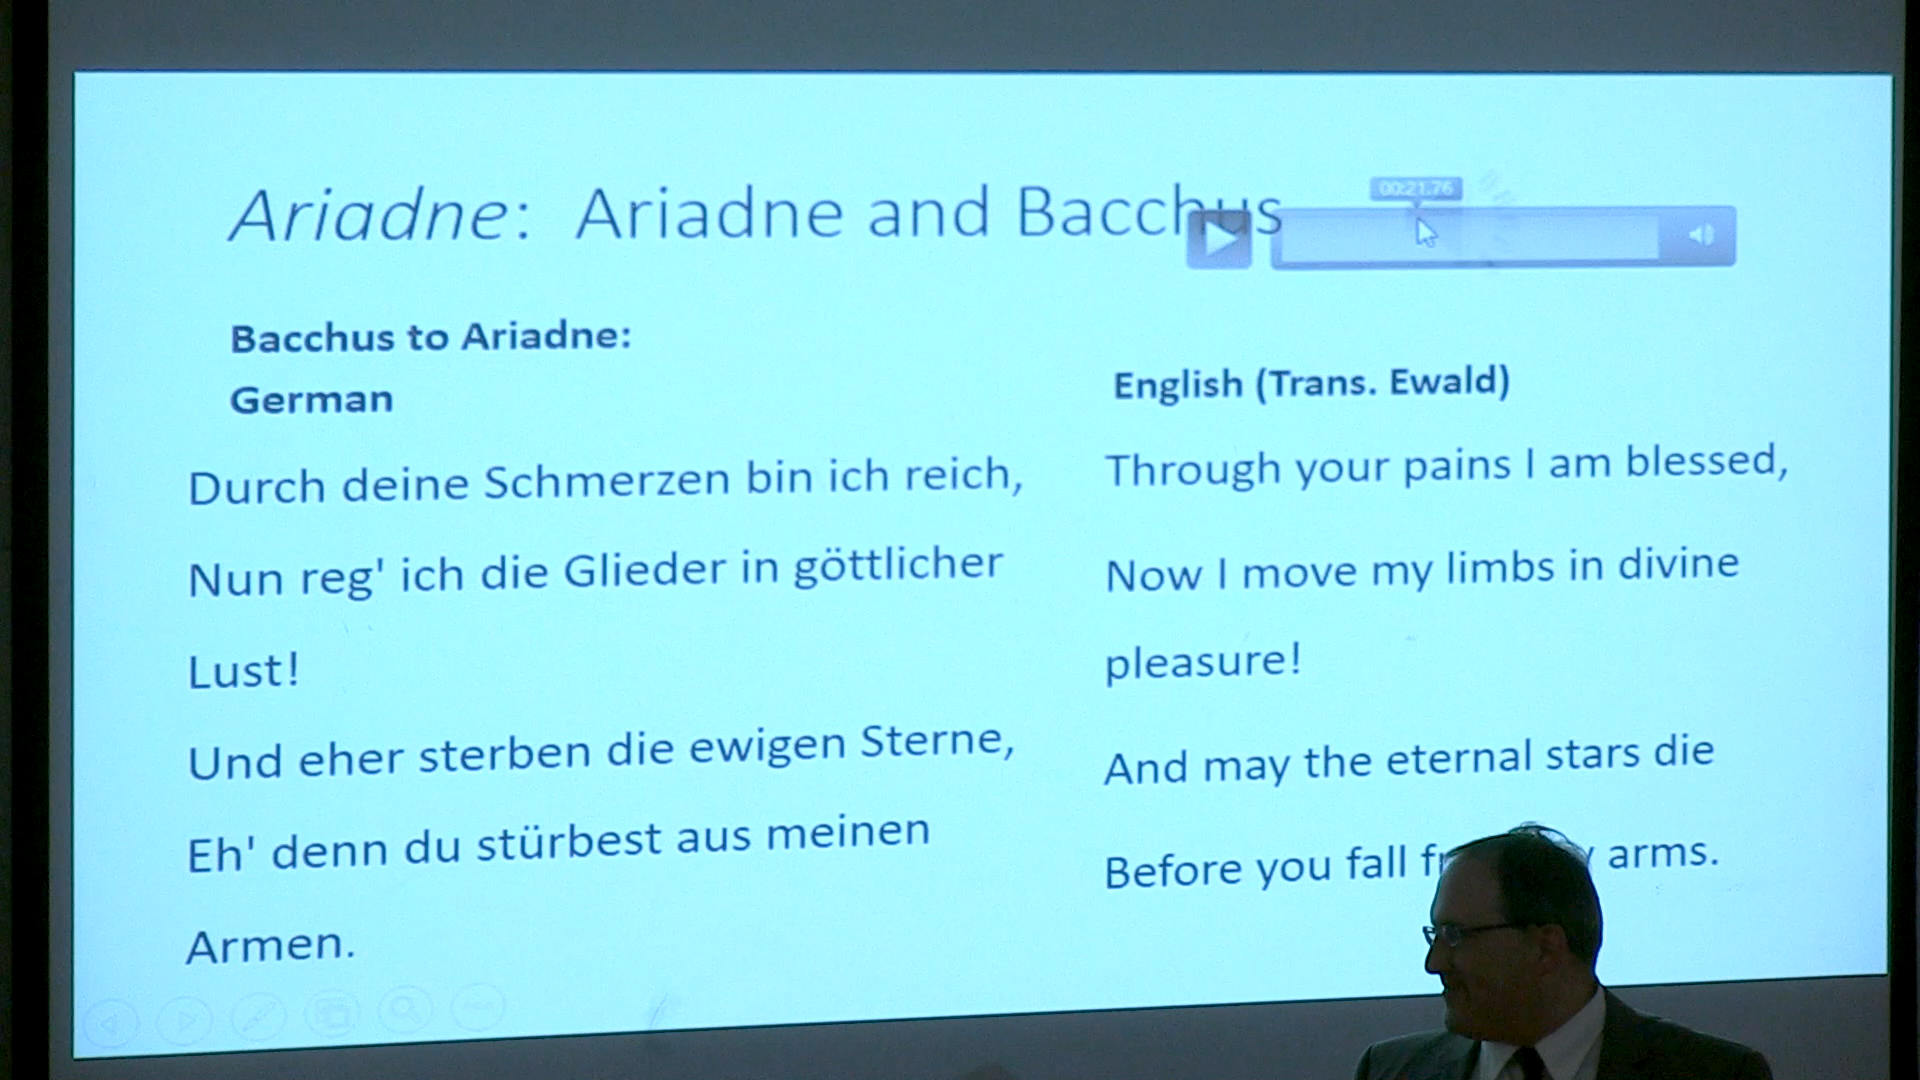 Ariadne: Ariadne and Bacchus
00:21.76
Bacchus to Ariadne:
German
Durch deine Schmerzen bin ich reich,
Nun reg' ich die Glieder in göttlicher
Lust!
Und eher sterben die ewigen Sterne,
Eh' denn du stürbest aus meinen
Armen.
English (Trans. Ewald)
Through your pains I am blessed,
Now I move my limbs in divine
pleasure!
And may the eternal stars die
Before you fall arms.